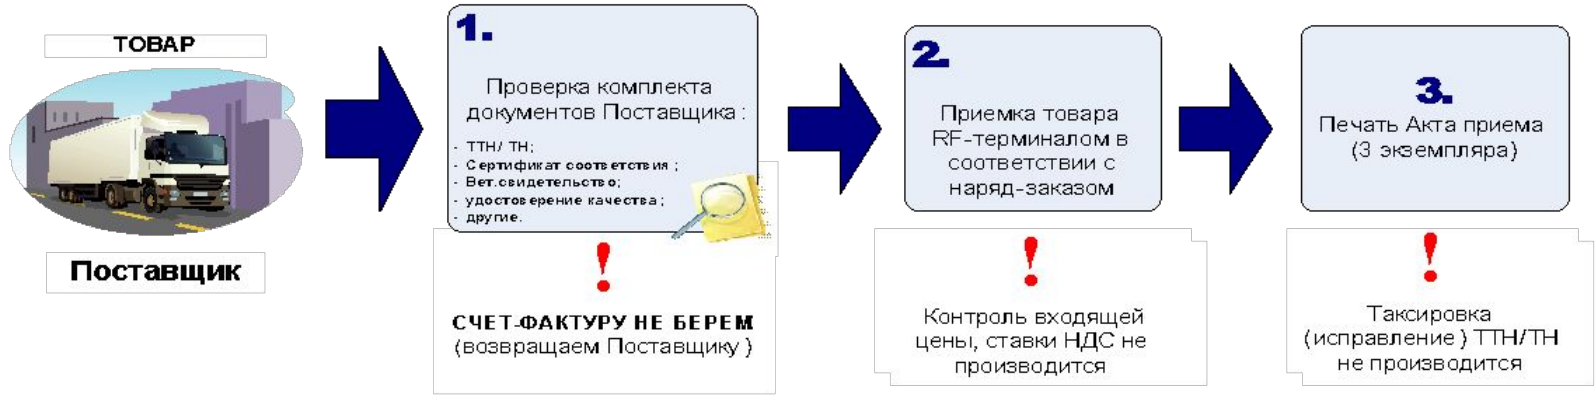 ТОВАР
Поставщик
1.
Проверка комплекта
документов Поставщика :
- ТТН/ ТН;
- Сертификат соответствия ;
- Вет.свидетельство;
- удостоверение качества ;
- другие.
!
СЧЕТ-ФАКТУРУ НЕ БЕРЕМ
(возвращаем Поставщику )
2.
Приемка товара
RF-терминалом в
соответствии с
наряд-заказом
!
Контроль входящей
цены, ставки НДС не
производится
3.
Печать Акта приема
(3 экземпляра)
!
Таксировка
(исправление ) ТТН/ТН
не производится